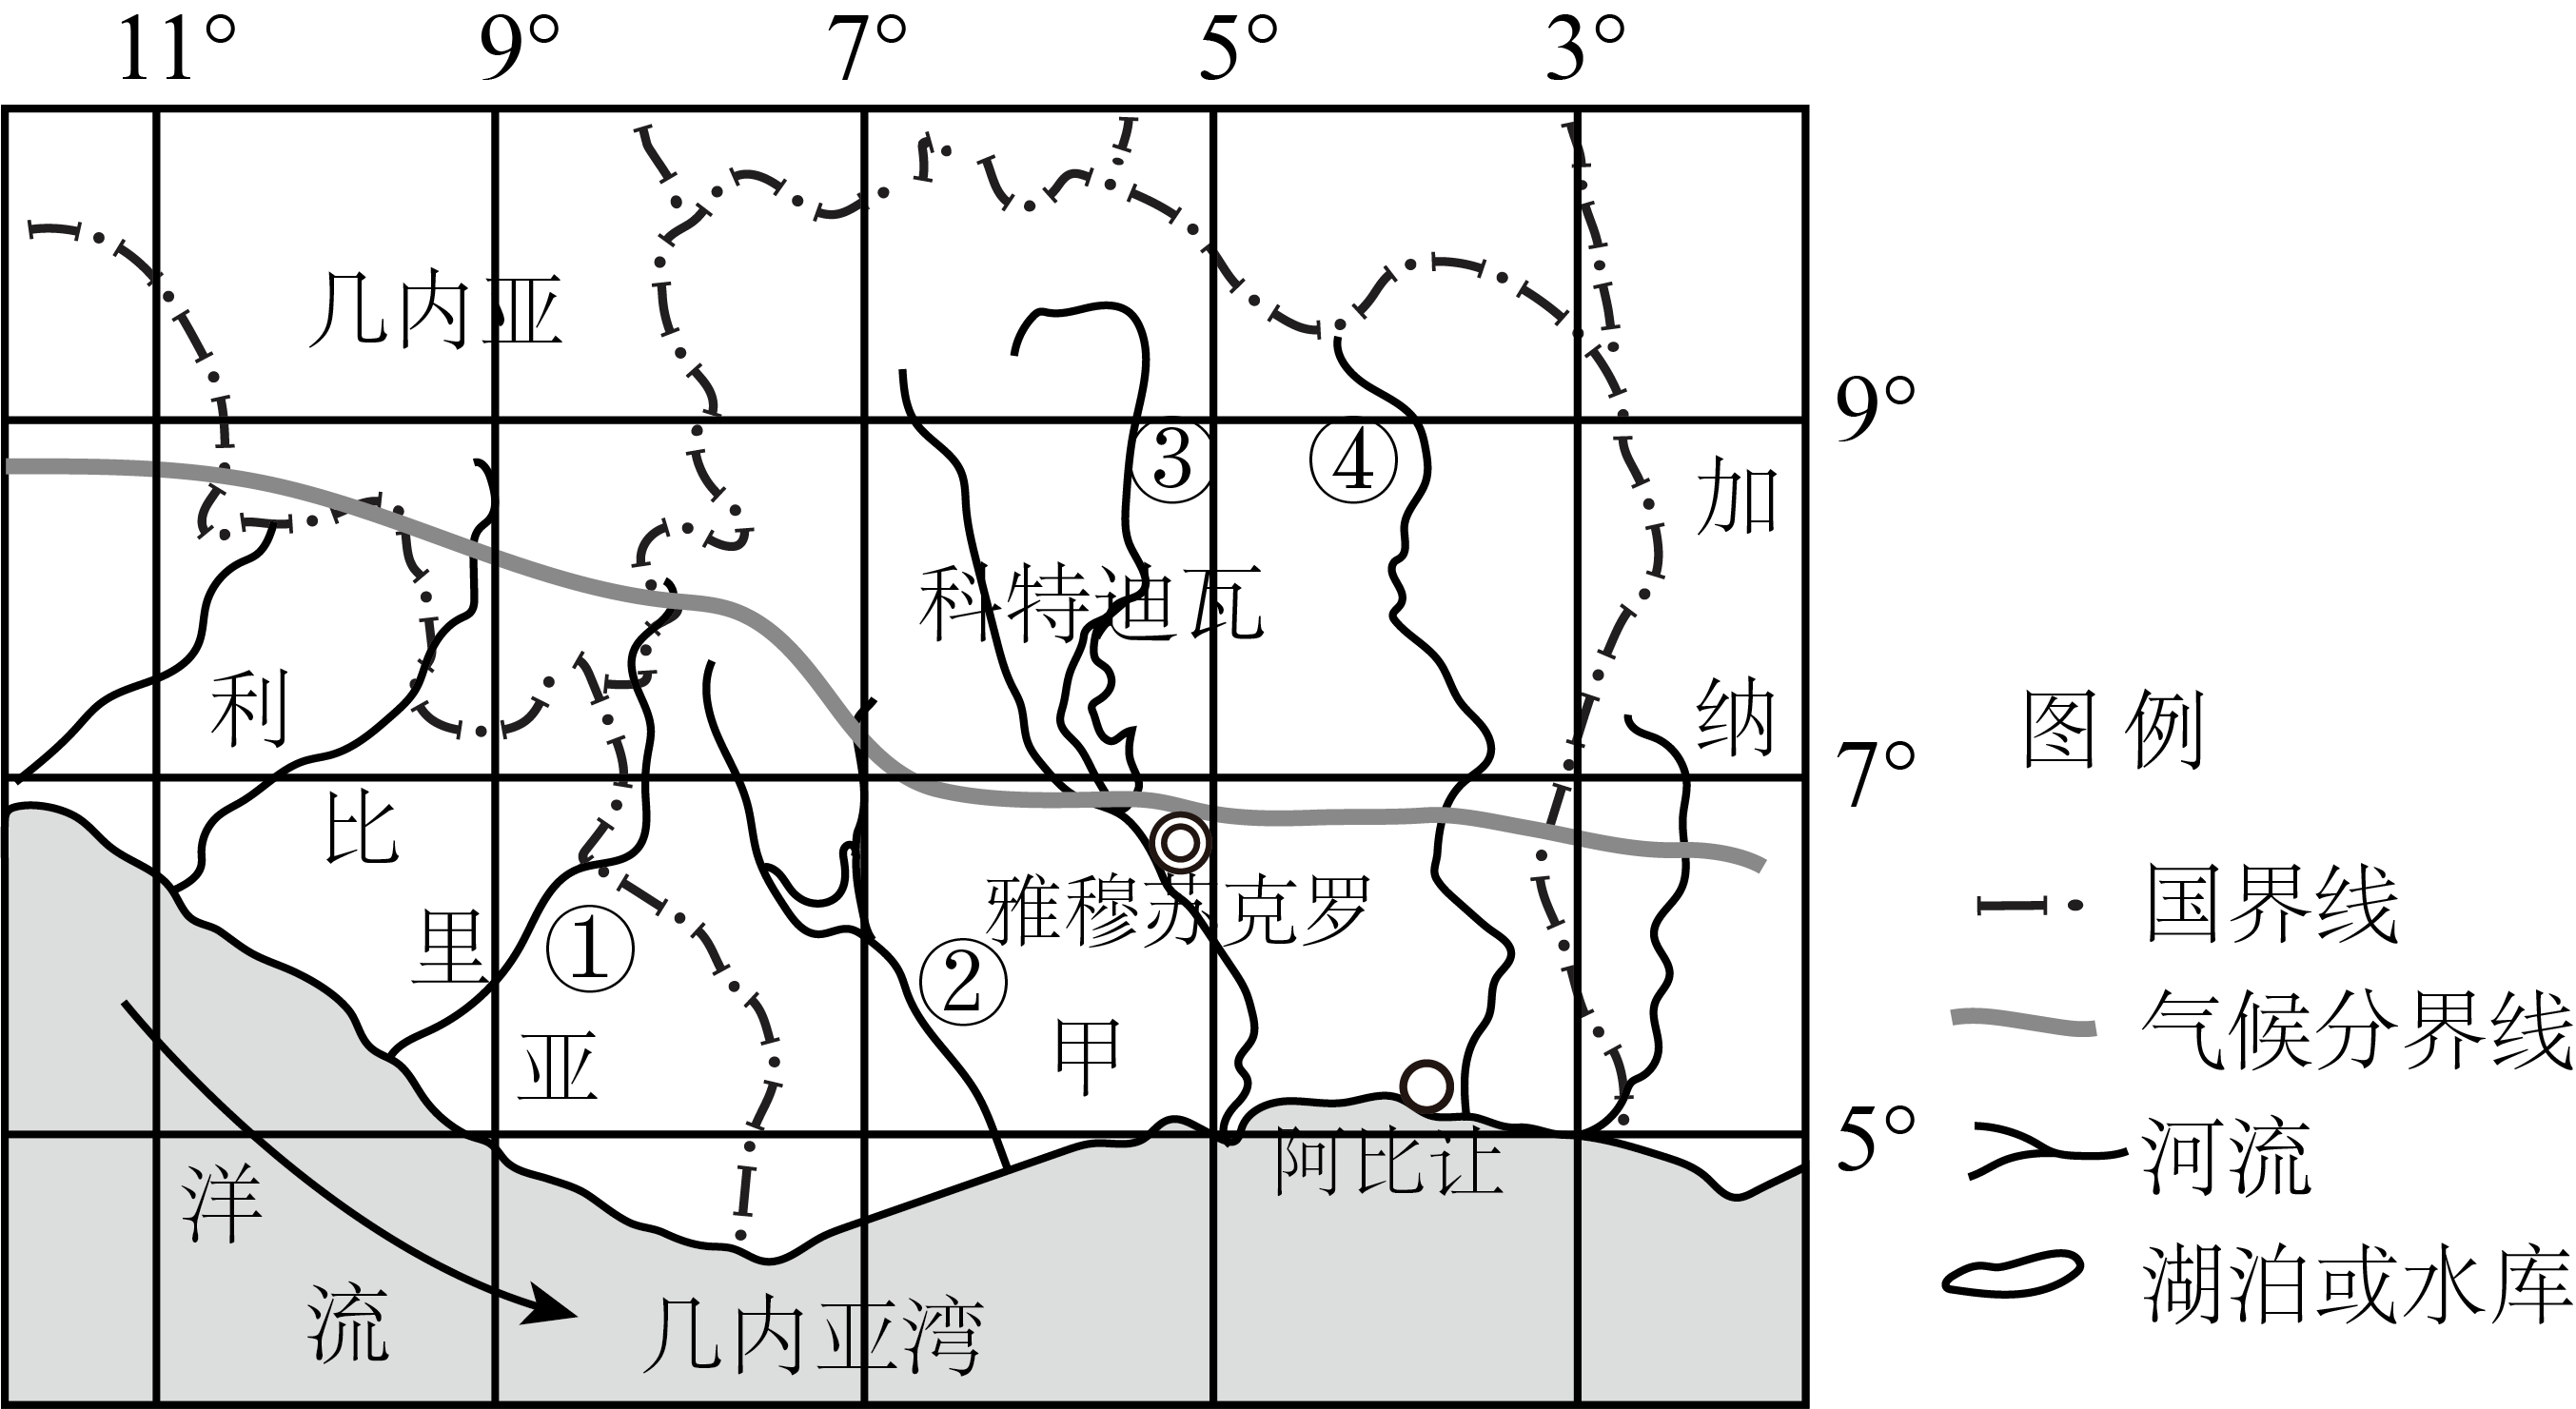 11° 9° 7° 5° 3°
几内亚
9°
③ ④
加
科特迪瓦
利
纳
图例
7°
比
国界线
雅穆苏克罗
里
① ②
气候分界线
亚
甲
5°
阿比让
河流
洋
湖泊或水库
流
几内亚湾